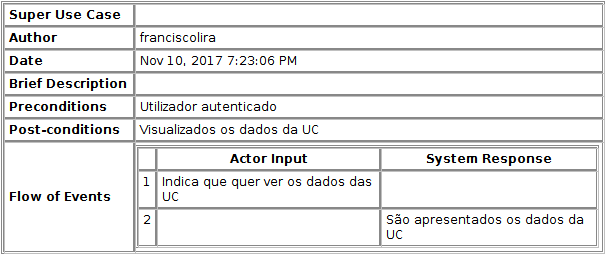 Super Use Case
Author franciscolira
Date Nov 10, 2017 7:23:06 PM
Brief Description
Preconditions Utilizador autenticado
Post-conditions Visualizados os dados da UC
Flow of Events
Actor Input System Response
1 Indica que quer ver os dados das
UC
2 São apresentados os dados da
UC